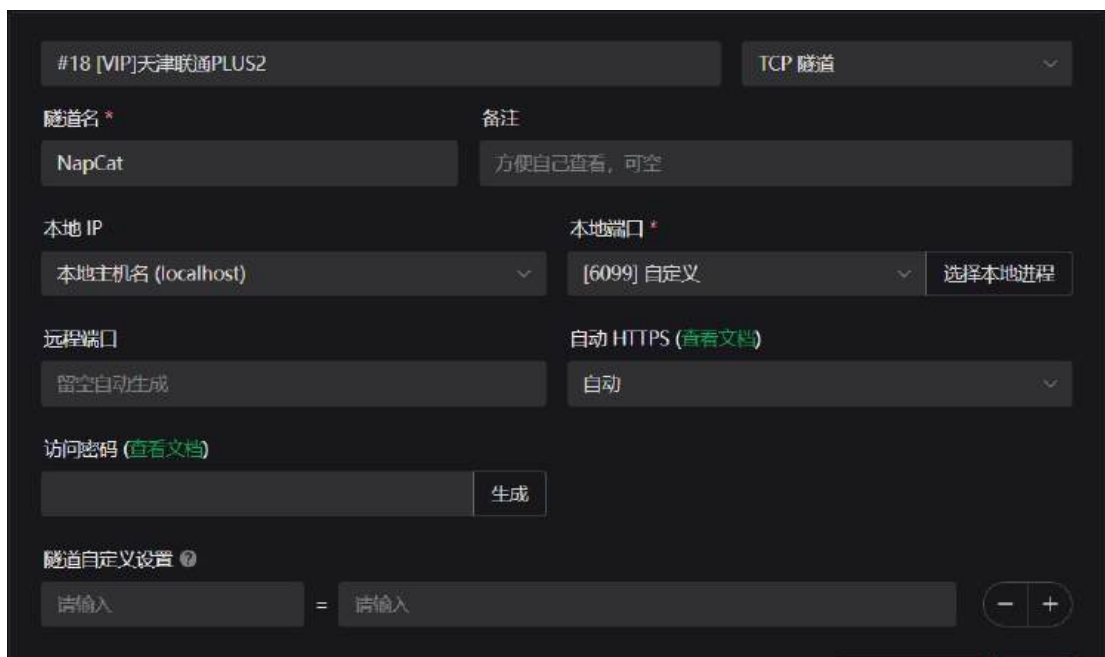 #18 [VIP]天津联通PLUS2 TCP 隧道
隧道名 * 备注
NapCat 方便自己查看，可空
本地 IP 本地端口 *
本地主机名 (localhost) [6099] 自定义 选择本地进程
远程端口 自动 HTTPS (查看文档)
留空自动生成 自动
访问密码 (查看文档)
生成
隧道自定义设置
请输入 = 请输入